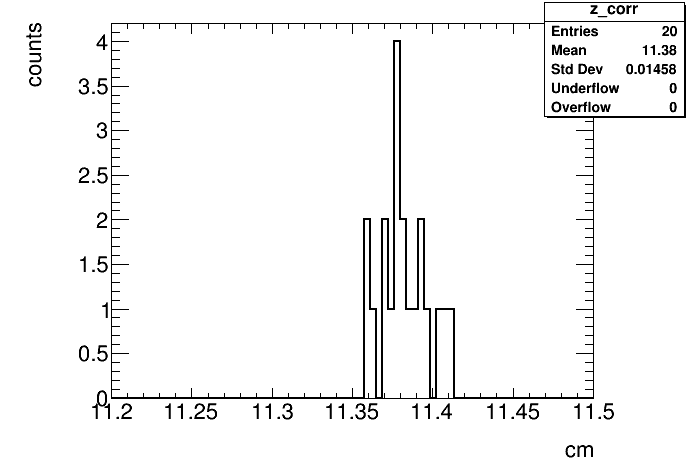 z_corr
Entries 20
Mean 11.38
Std Dev 0.01458
Underflow 0
Overflow 0
counts
4
3.5
3
2.5
2
1.5
1
0.5
0
11.2 11.25 11.3 11.35 11.4 11.45 11.5
cm